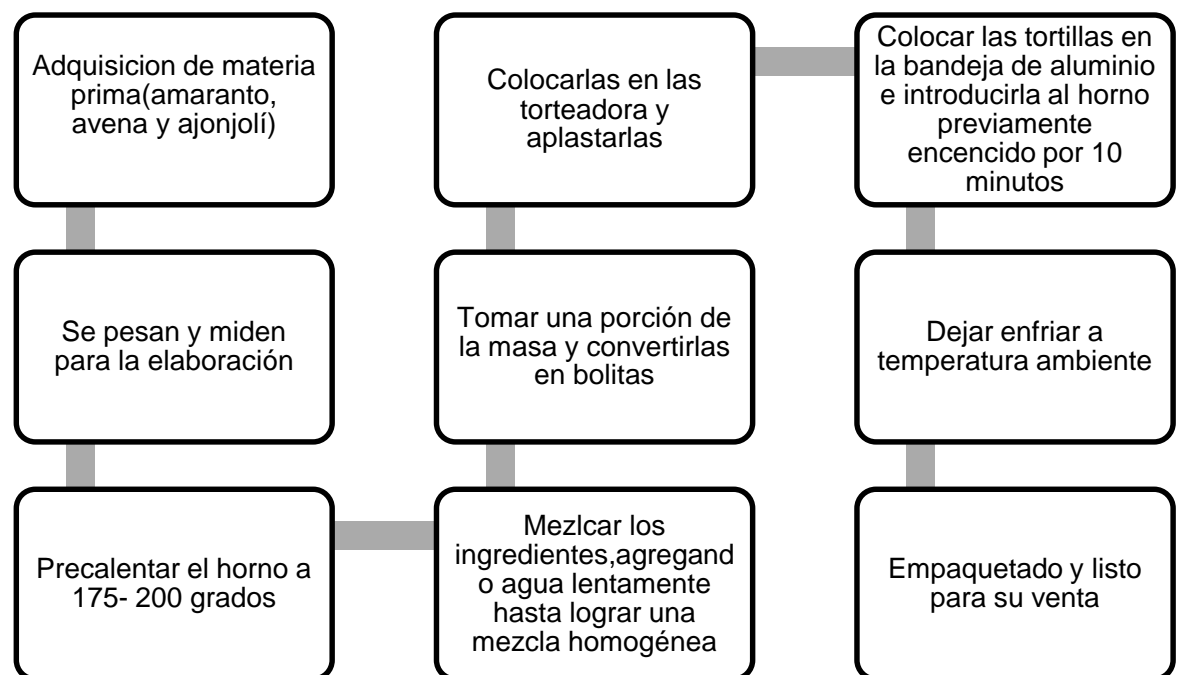 Adquisicion de materia
prima(amaranto,
avena y ajonjolí)
Se pesan y miden
para la elaboración
Precalentar el horno a
175- 200 grados
Mezlcar los
ingredientes,agregand
o agua lentamente
hasta lograr una
mezcla homogénea
Tomar una porción de
la masa y convertirlas
en bolitas
Colocarlas en las
torteadora y
aplastarlas
Colocar las tortillas en
la bandeja de aluminio
e introducirla al horno
previamente
encencido por 10
minutos
Dejar enfriar a
temperatura ambiente
Empaquetado y listo
para su venta